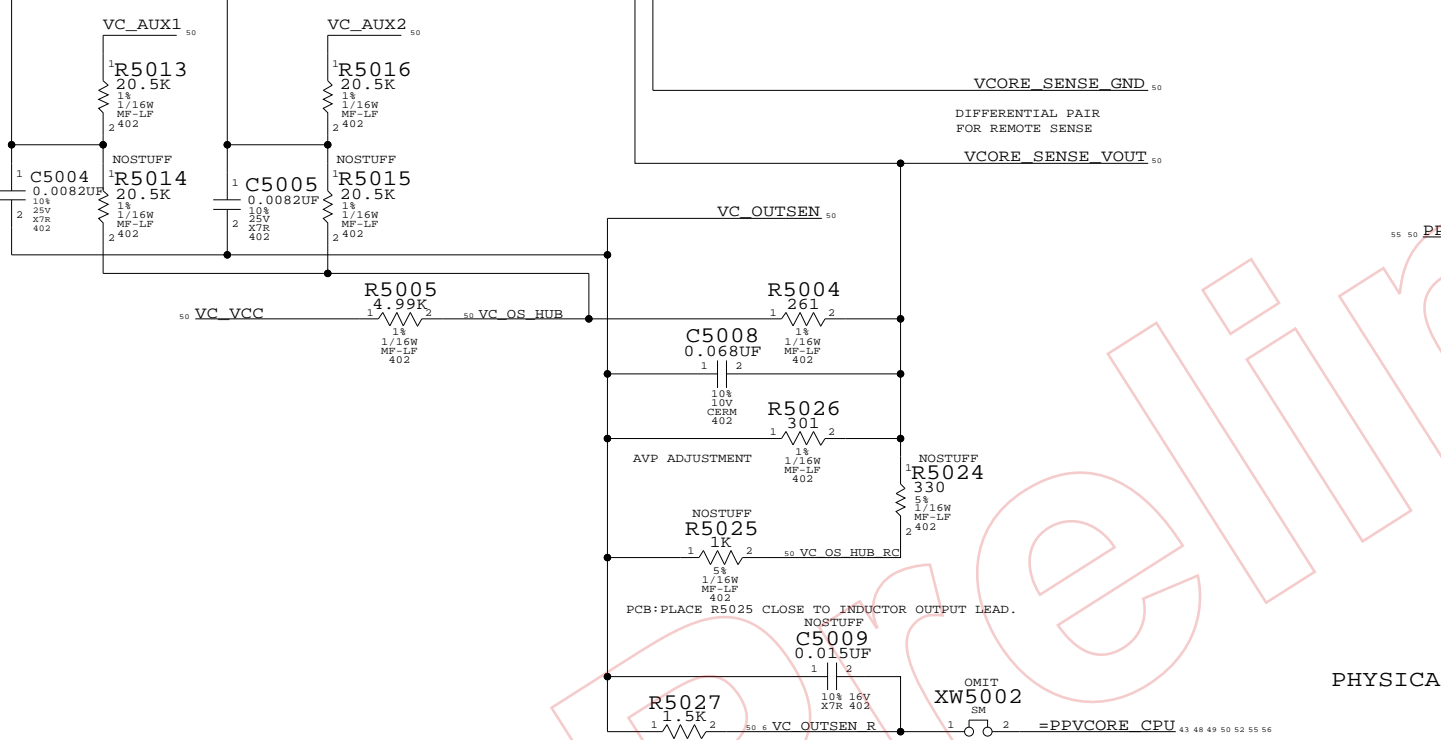 VC_AUX1 50
R5013
1
20.5K
1%
1/16W
MF-LF
402
2
VC_AUX2 50
R5016
1
20.5K
1%
1/16W
MF-LF
402
2
VCORE_SENSE_GND 50
DIFFERENTIAL PAIR
FOR REMOTE SENSE
VCORE_SENSE_VOUT 50
1
C5004
0.0082UF
10%
25V
X7R
402
2
NOSTUFF
1
R5014
20.5K
1%
1/16W
MF-LF
402
2
1
C5005
0.0082UF
10%
25V
X7R
402
2
NOSTUFF
1
R5015
20.5K
1%
1/16W
MF-LF
402
2
VC_OUTSEN 50
55 50
50 VC_VCC
R5005
4.99K
1 2
1%
1/16W
MF-LF
402
50 VC_OS_HUB
R5004
261
1 2
1%
1/16W
MF-LF
402
C5008
0.068UF
1 2
10%
10V
CERM
402
R5026
301
1 2
1%
1/16W
MF-LF
402
AVP ADJUSTMENT
NOSTUFF
1
R5024
330
5%
1/16W
MF-LF
402
2
NOSTUFF
R5025
1K
1 2
5%
1/16W
MF-LF
402
50 VC_OS_HUB_RC
PCB:PLACE R5025 CLOSE TO INDUCTOR OUTPUT LEAD.
NOSTUFF
C5009
0.015UF
1 2
10% 16V
X7R 402
R5027
1.5K
1 2
50 6 VC_OUTSEN_R
OMIT
XW5002
SM
1 2
=PPVCORE_CPU 43 48 49 50 52 55 56
PHYSICA
Prelin